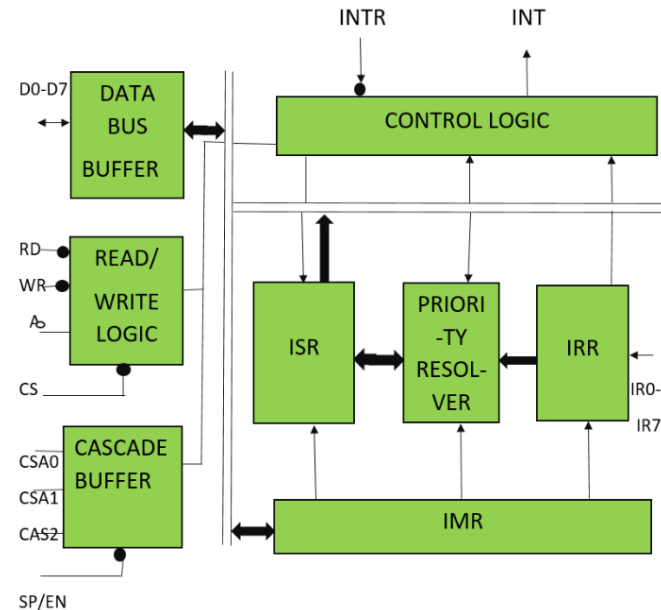 INTR
INT
D0-D7
DATA
BUS
BUFFER
CONTROL LOGIC
RD
WR
A₀
CS
READ/
WRITE
LOGIC
ISR
PRIORI
-TY
RESOL-
VER
IRR
IR0-
IR7
CSA0
CSA1
CAS2
CASCADE
BUFFER
IMR
SP/EN